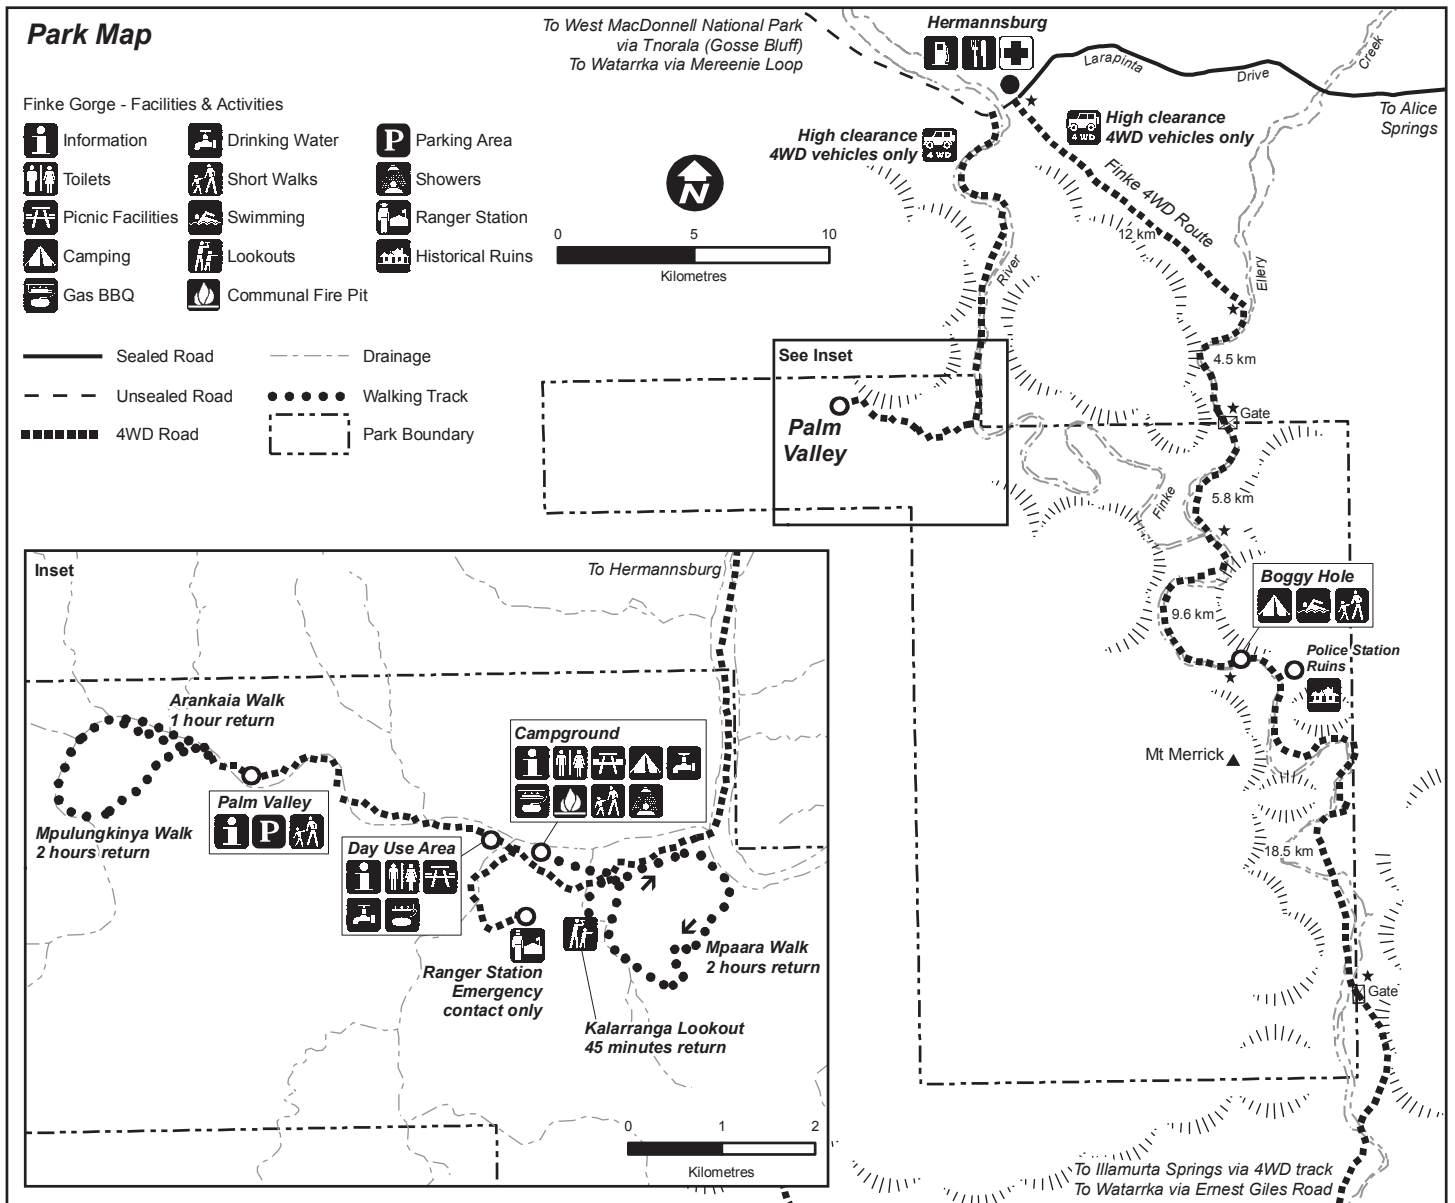 Park Map
To West MacDonnell National Park
via Tnorala (Gosse Bluff)
To Watarrka via Mereenie Loop
Hermannsburg
Larapinta
Drive
Creek
To Alice
Springs
High clearance
4WD vehicles only
4 WD
High clearance
4WD vehicles only
4 WD
Finke Gorge - Facilities & Activities
Information
Drinking Water
P
Parking Area
Toilets
Short Walks
Showers
Picnic Facilities
Swimming
Ranger Station
Camping
Lookouts
Historical Ruins
Gas BBQ
Communal Fire Pit
Sealed Road
Drainage
Unsealed Road
Walking Track
4WD Road
Park Boundary
N
0 5 10
Kilometres
Finke 4WD Route
12 km
River
Ellery
4.5 km
See Inset
Gate
Palm
Valley
5.8 km
Finke
Boggy Hole
9.6 km
Police Station
Ruins
Mt Merrick
18.5 km
Gate
To Illamurta Springs via 4WD track
To Watarrka via Ernest Giles Road
Inset
To Hermannsburg
Arankaia Walk
1 hour return
Campground
Palm Valley
P
Mpulungkinya Walk
2 hours return
Day Use Area
Mpaara Walk
2 hours return
Ranger Station
Emergency
contact only
Kalarranga Lookout
45 minutes return
0 1 2
Kilometres